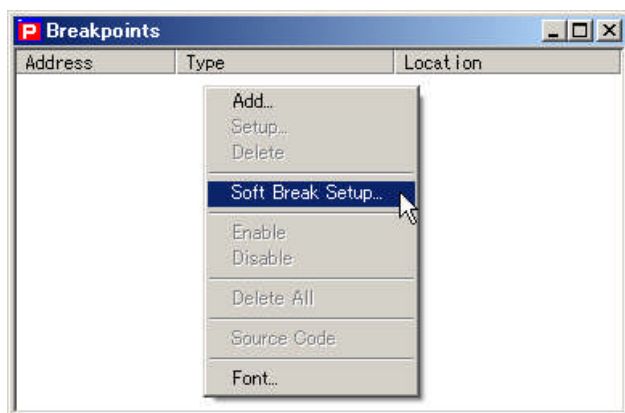 P Breakpoints
Address Type Location
Add...
Setup...
Delete
Soft Break Setup...
Enable
Disable
Delete All
Source Code
Font...